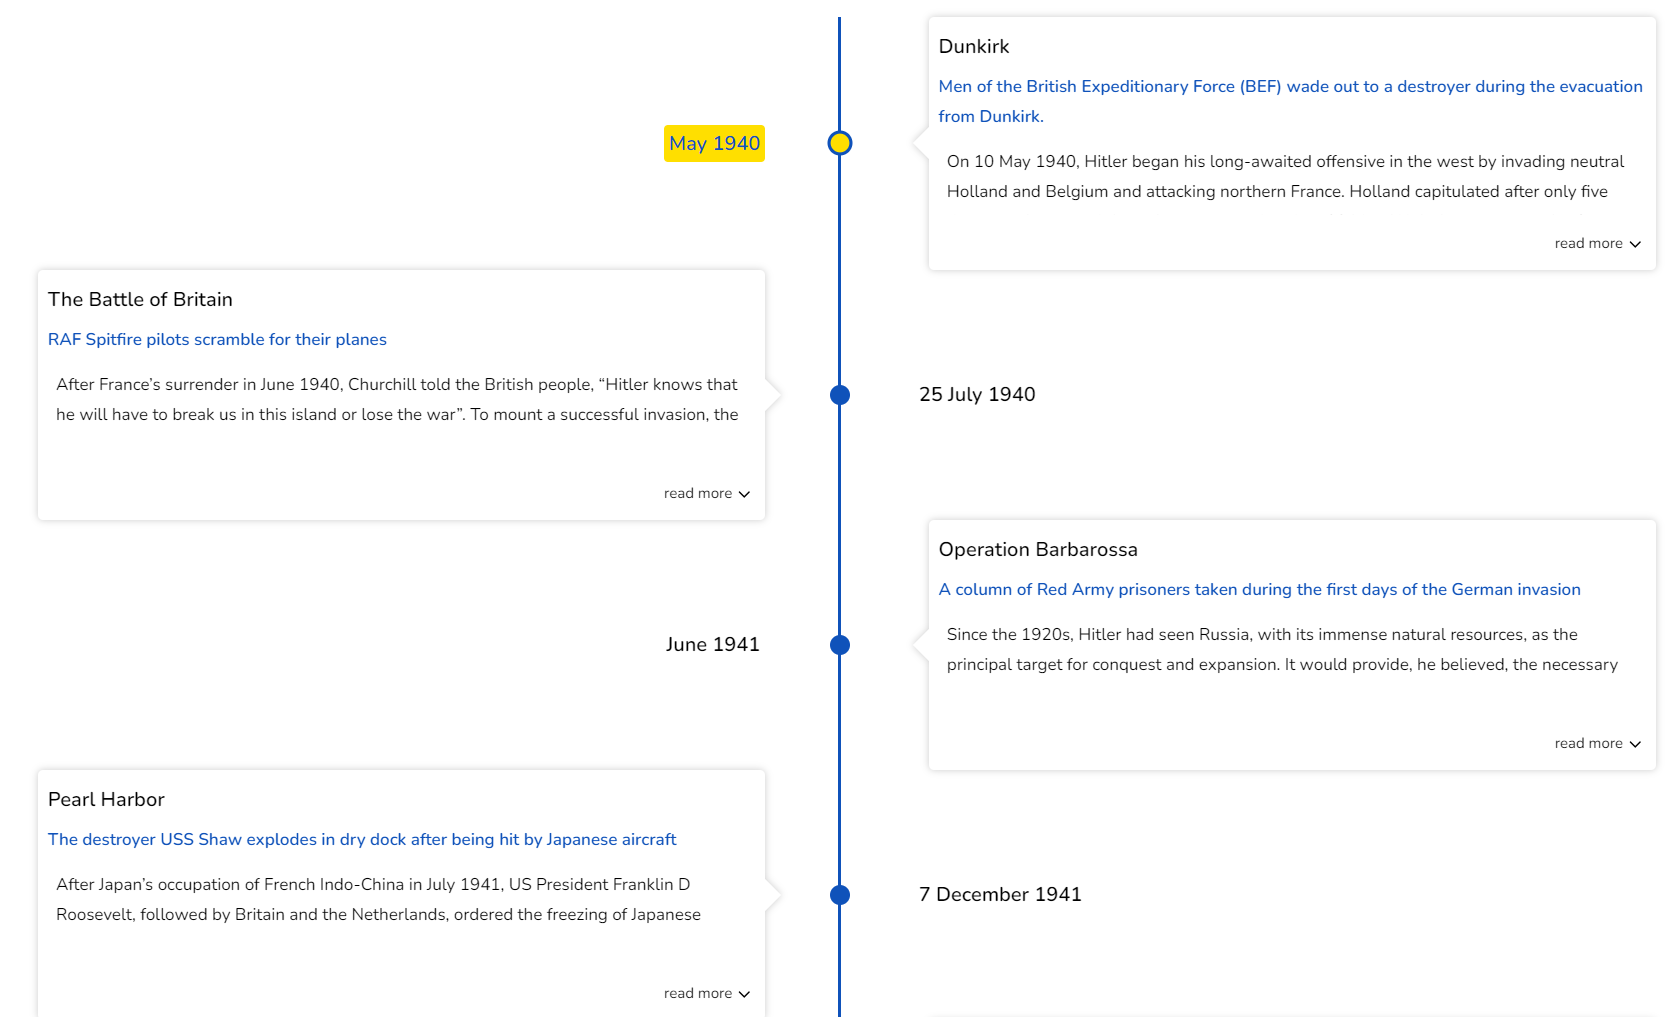 Dunkirk
Men of the British Expeditionary Force (BEF) wade out to a destroyer during the evacuation
from Dunkirk.
May 1940
On 10 May 1940, Hitler began his long-awaited offensive in the west by invading neutral
Holland and Belgium and attacking northern France. Holland capitulated after only five
read more
The Battle of Britain
RAF Spitfire pilots scramble for their planes
After France’s surrender in June 1940, Churchill told the British people, “Hitler knows that
he will have to break us in this island or lose the war”. To mount a successful invasion, the
25 July 1940
read more
Operation Barbarossa
A column of Red Army prisoners taken during the first days of the German invasion
June 1941
Since the 1920s, Hitler had seen Russia, with its immense natural resources, as the
principal target for conquest and expansion. It would provide, he believed, the necessary
read more
Pearl Harbor
The destroyer USS Shaw explodes in dry dock after being hit by Japanese aircraft
After Japan’s occupation of French Indo-China in July 1941, US President Franklin D
Roosevelt, followed by Britain and the Netherlands, ordered the freezing of Japanese
7 December 1941
read more